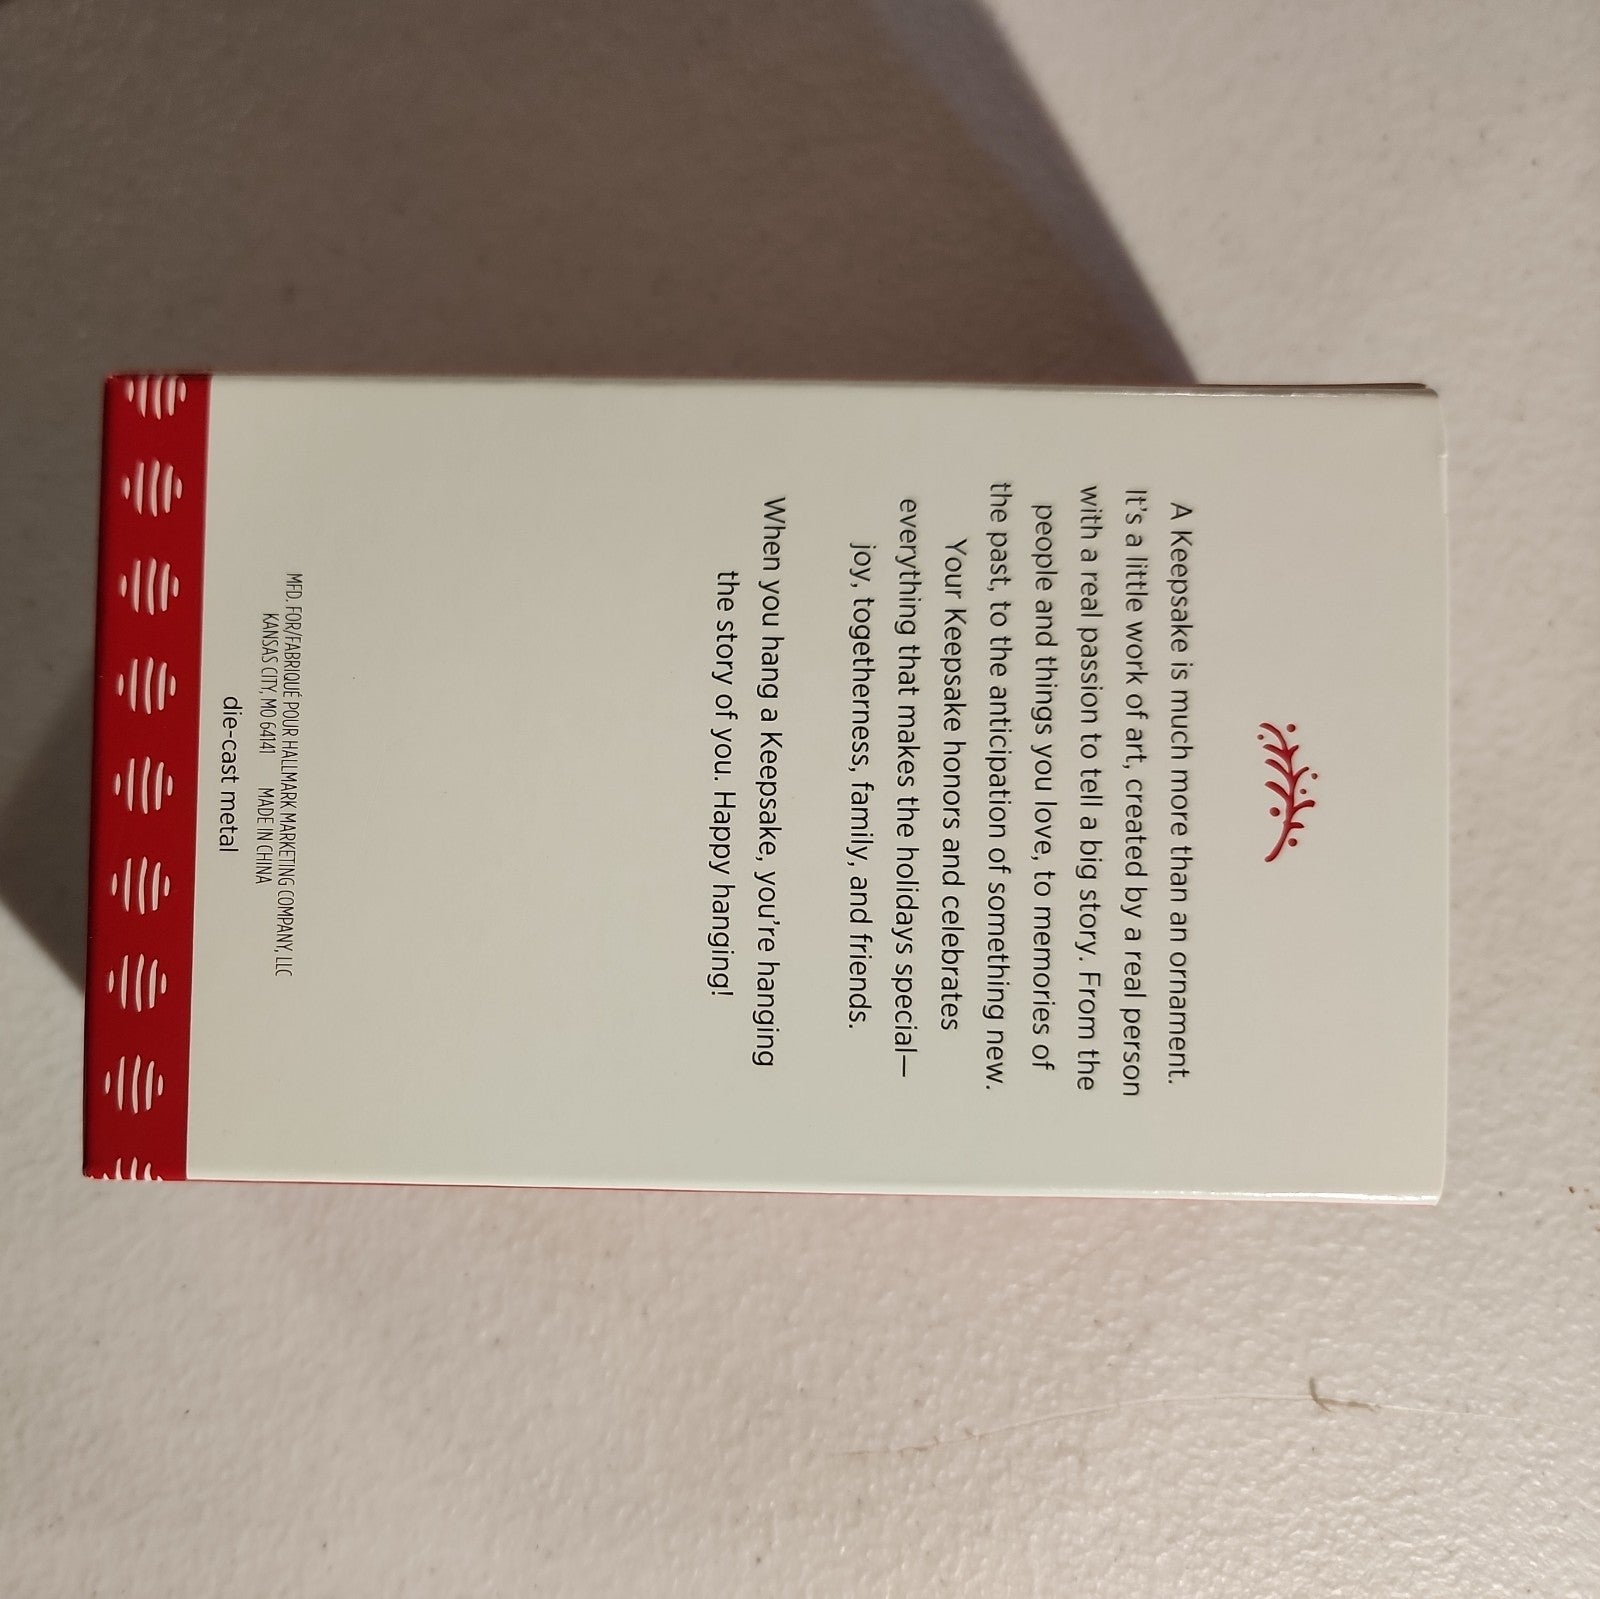 A Keepsake is much more than an ornament.
It's a little work of art, created by a real person
with a real passion to tell a big story. From the
people and things you love, to memories of
the past, to the anticipation of something new.
Your Keepsake honors and celebrates
everything that makes the holidays special—
joy, togetherness, family, and friends.
When you hang a Keepsake, you're hanging
the story of you. Happy hanging!
MFD. FOR/FABRIQUÉ POUR HALLMARK MARKETING COMPANY, LLC
KANSAS CITY, MO 64141 MADE IN CHINA
die-cast metal